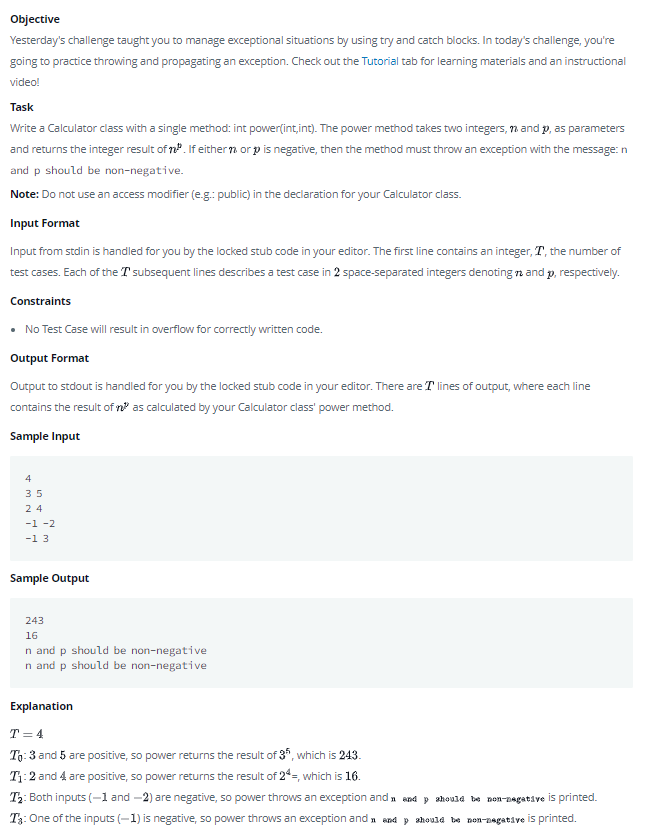 Objective
Yesterday's challenge taught you to manage exceptional situations by using try and catch blocks. In today's challenge, you're
going to practice throwing and propagating an exception. Check out the Tutorial tab for learning materials and an instructional
video!
Task
Write a Calculator class with a single method: int power(int,int). The power method takes two integers, n and p, as parameters
and returns the integer result of nᵖ. If either n or p is negative, then the method must throw an exception with the message: n
and p should be non-negative.
Note: Do not use an access modifier (e.g.: public) in the declaration for your Calculator class.
Input Format
Input from stdin is handled for you by the locked stub code in your editor. The first line contains an integer, T, the number of
test cases. Each of the T subsequent lines describes a test case in 2 space-separated integers denoting n and p, respectively.
Constraints
• No Test Case will result in overflow for correctly written code.
Output Format
Output to stdout is handled for you by the locked stub code in your editor. There are T lines of output, where each line
contains the result of nᵖ as calculated by your Calculator class' power method.
Sample Input
4
3 5
2 4
-1 -2
-1 3
Sample Output
243
16
n and p should be non-negative
n and p should be non-negative
Explanation
T = 4
T₀: 3 and 5 are positive, so power returns the result of 3⁵, which is 243.
T₁: 2 and 4 are positive, so power returns the result of 2⁴=, which is 16.
T₂: Both inputs (−1 and −2) are negative, so power throws an exception and n and p should be non-negative is printed.
T₃: One of the inputs (−1) is negative, so power throws an exception and n and p should be non-negative is printed.